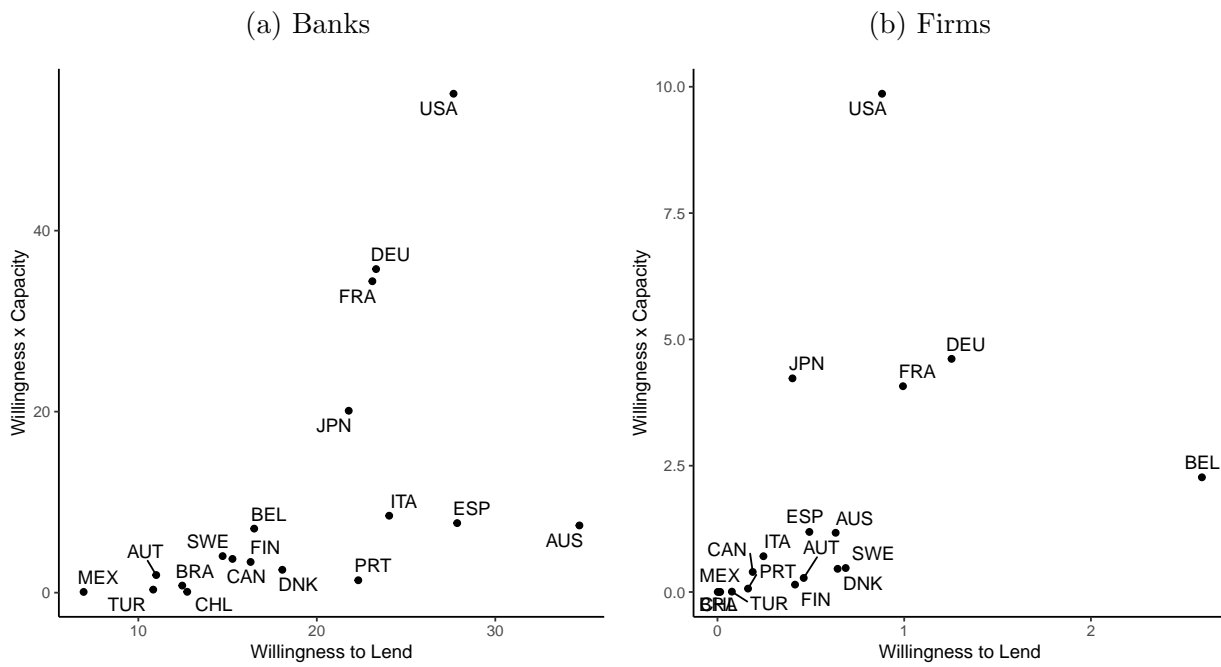 (a) Banks
(b) Firms
Willingness x Capacity
40
20
0
USA
DEU
FRA
JPN
ITA
ESP
AUS
BEL
SWE
FIN
AUT
CAN
PRT
MEX
BRA
DNK
TUR
CHL
10
20
30
Willingness to Lend
Willingness x Capacity
10.0
7.5
5.0
2.5
0.0
USA
DEU
JPN
FRA
BEL
ESP
AUS
ITA
CAN
AUT
SWE
MEX
PRT
DNK
TUR
FIN
0
1
2
Willingness to Lend